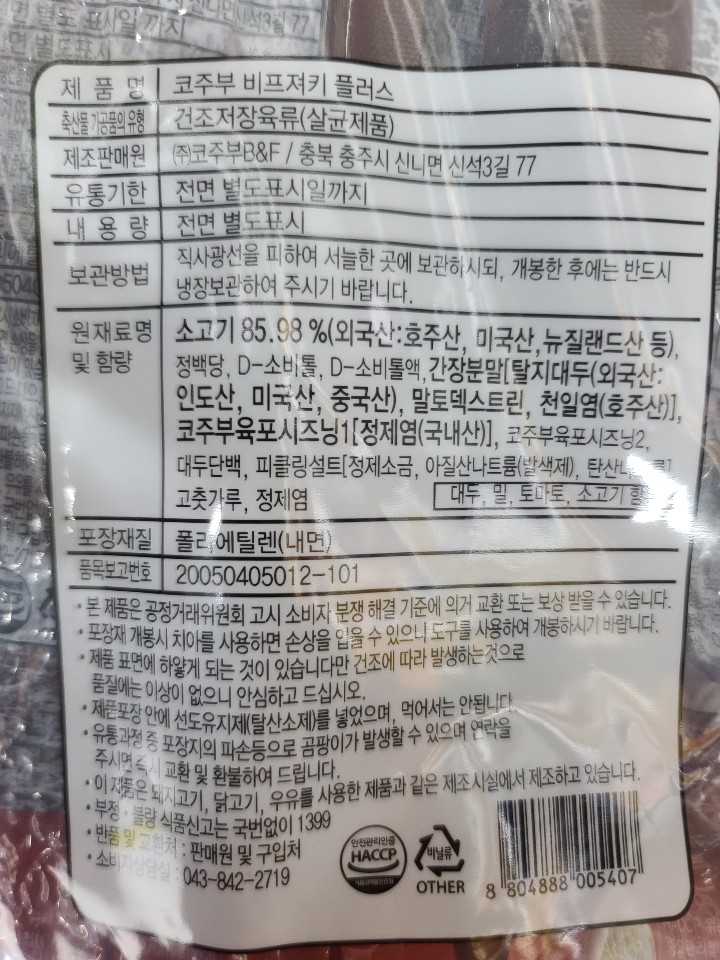 제 품 명 코주부 비프져키 플러스
축산물가공품의유형 건조저장육류(살균제품)
제조판매원 ㈜코주부B&F / 충북 충주시 신니면 신석3길 77
유통기한 전면 별도표시일까지
내 용 량 전면 별도표시
보관방법 직사광선을 피하여 서늘한 곳에 보관하시되, 개봉한 후에는 반드시
냉장보관하여 주시기 바랍니다.
원재료명 소고기 85.98 %(외국산:호주산, 미국산,뉴질랜드산 등),
및 함량 정백당, D-소비톨, D-소비톨액,간장분말[탈지대두(외국산:
인도산, 미국산, 중국산), 말토덱스트린, 천일염(호주산)],
코주부육포시즈닝1[정제염(국내산)], 코주부육포시즈닝2,
대두단백, 피클링설트[정제소금, 아질산나트륨(발색제), 탄산
고춧가루, 정제염 대두, 밀, 토마토, 소고기
포장재질 폴리에틸렌(내면)
품목보고번호 20050405012-101
· 본 제품은 공정거래위원회 고시 소비자 분쟁 해결 기준에 의거 교환 또는 보상 받을 수 있습니다.
· 포장재 개봉시 치아를 사용하면 손상을 입을 수 있으니 도구를 사용하여 개봉하시기 바랍니다.
· 제품 표면에 하얗게 되는 것이 있습니다만 건조에 따라 발생하는것으로
품질에는 이상이 없으니 안심하고 드십시오.
· 제품포장 안에 선도유지제(탈산소제)를 넣었으며, 먹어서는 안됩니다.
· 유통과정 중 포장지의 파손등으로 곰팡이가 발생할 수 있으며 연락을
주시면 즉시 교환 및 환불하여 드립니다.
· 이 제품은 돼지고기, 닭고기, 우유를 사용한 제품과 같은 제조시설에서 제조하고 있습니다.
· 부정·불량 식품신고는 국번없이 1399
· 반품 및 교환처 : 판매원 및 구입처
· 소비자상담실 : 043-842-2719
안전관리인증
HACCP
비닐류
OTHER
8 804888 005407